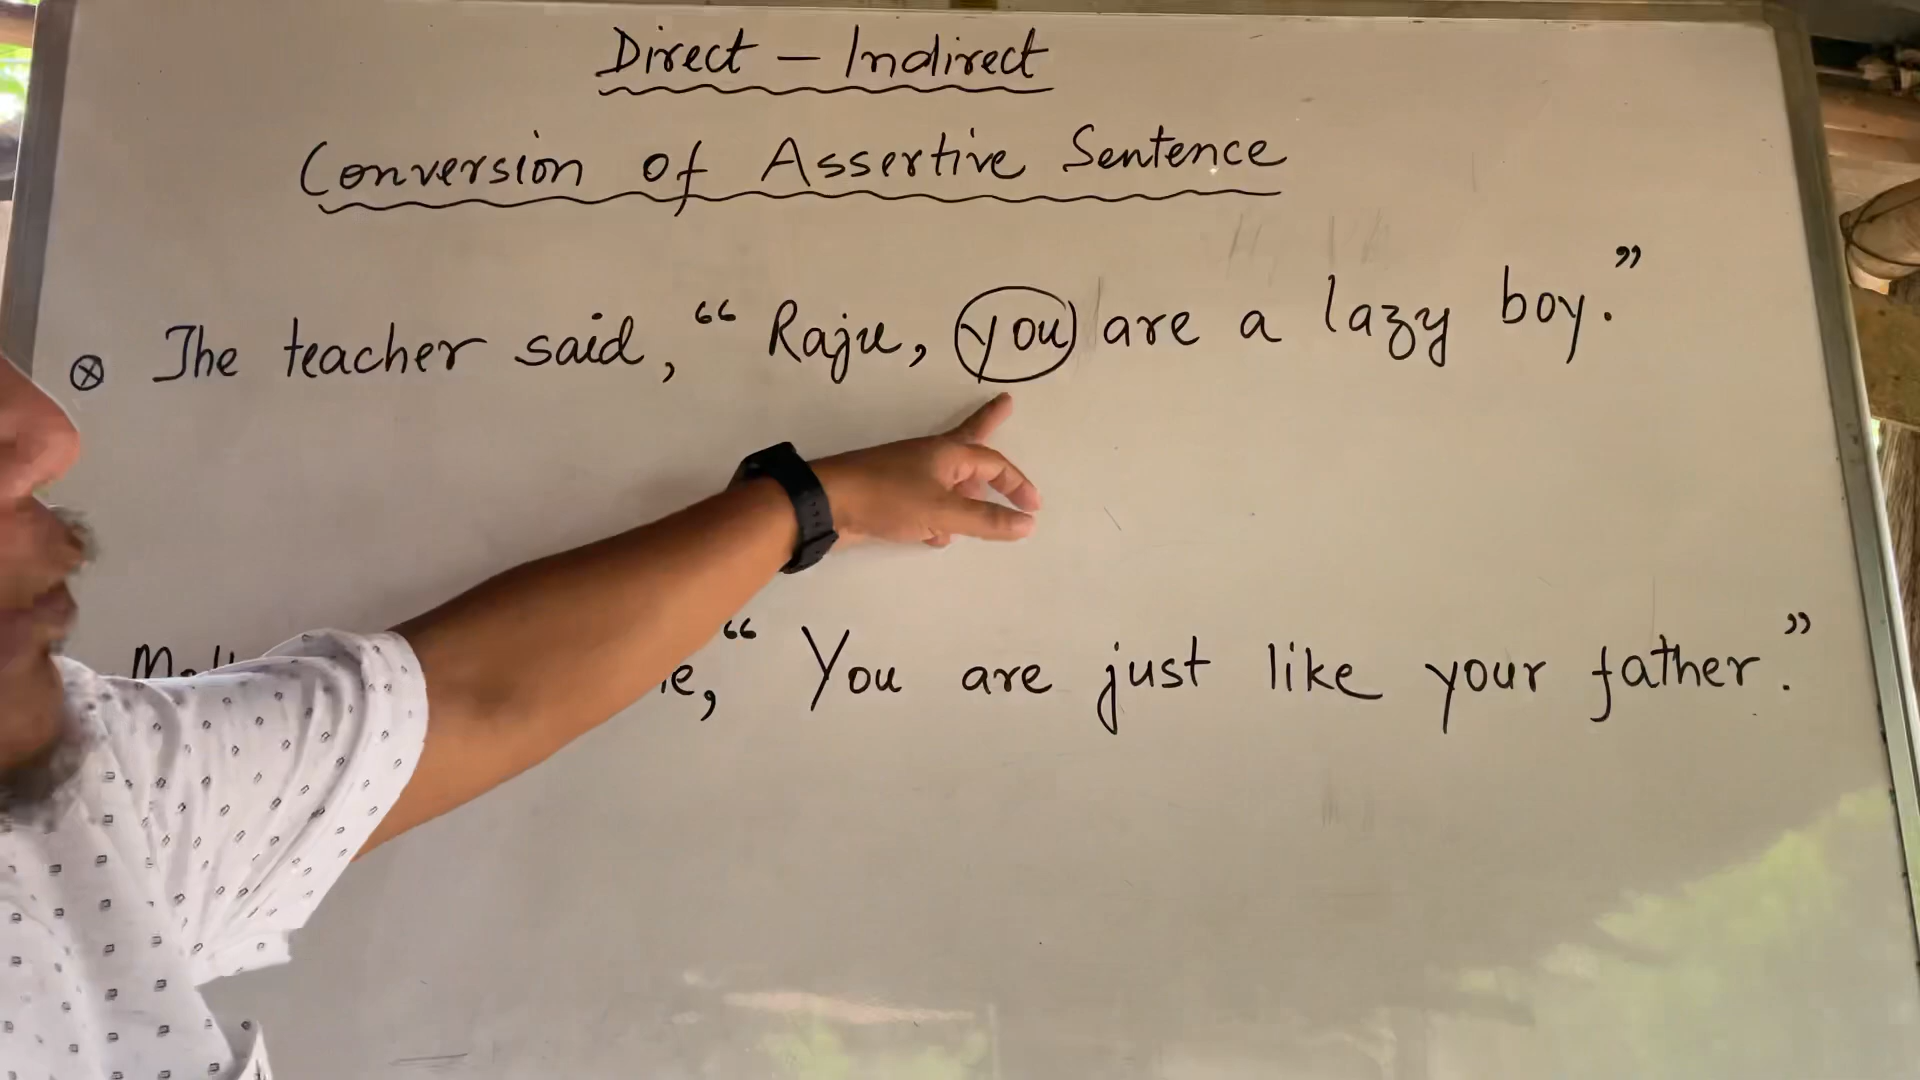 Direct – Indirect
Conversion of Assertive Sentence
⊗ The teacher said, “Raju, you are a lazy boy.”
“You are just like your father.”